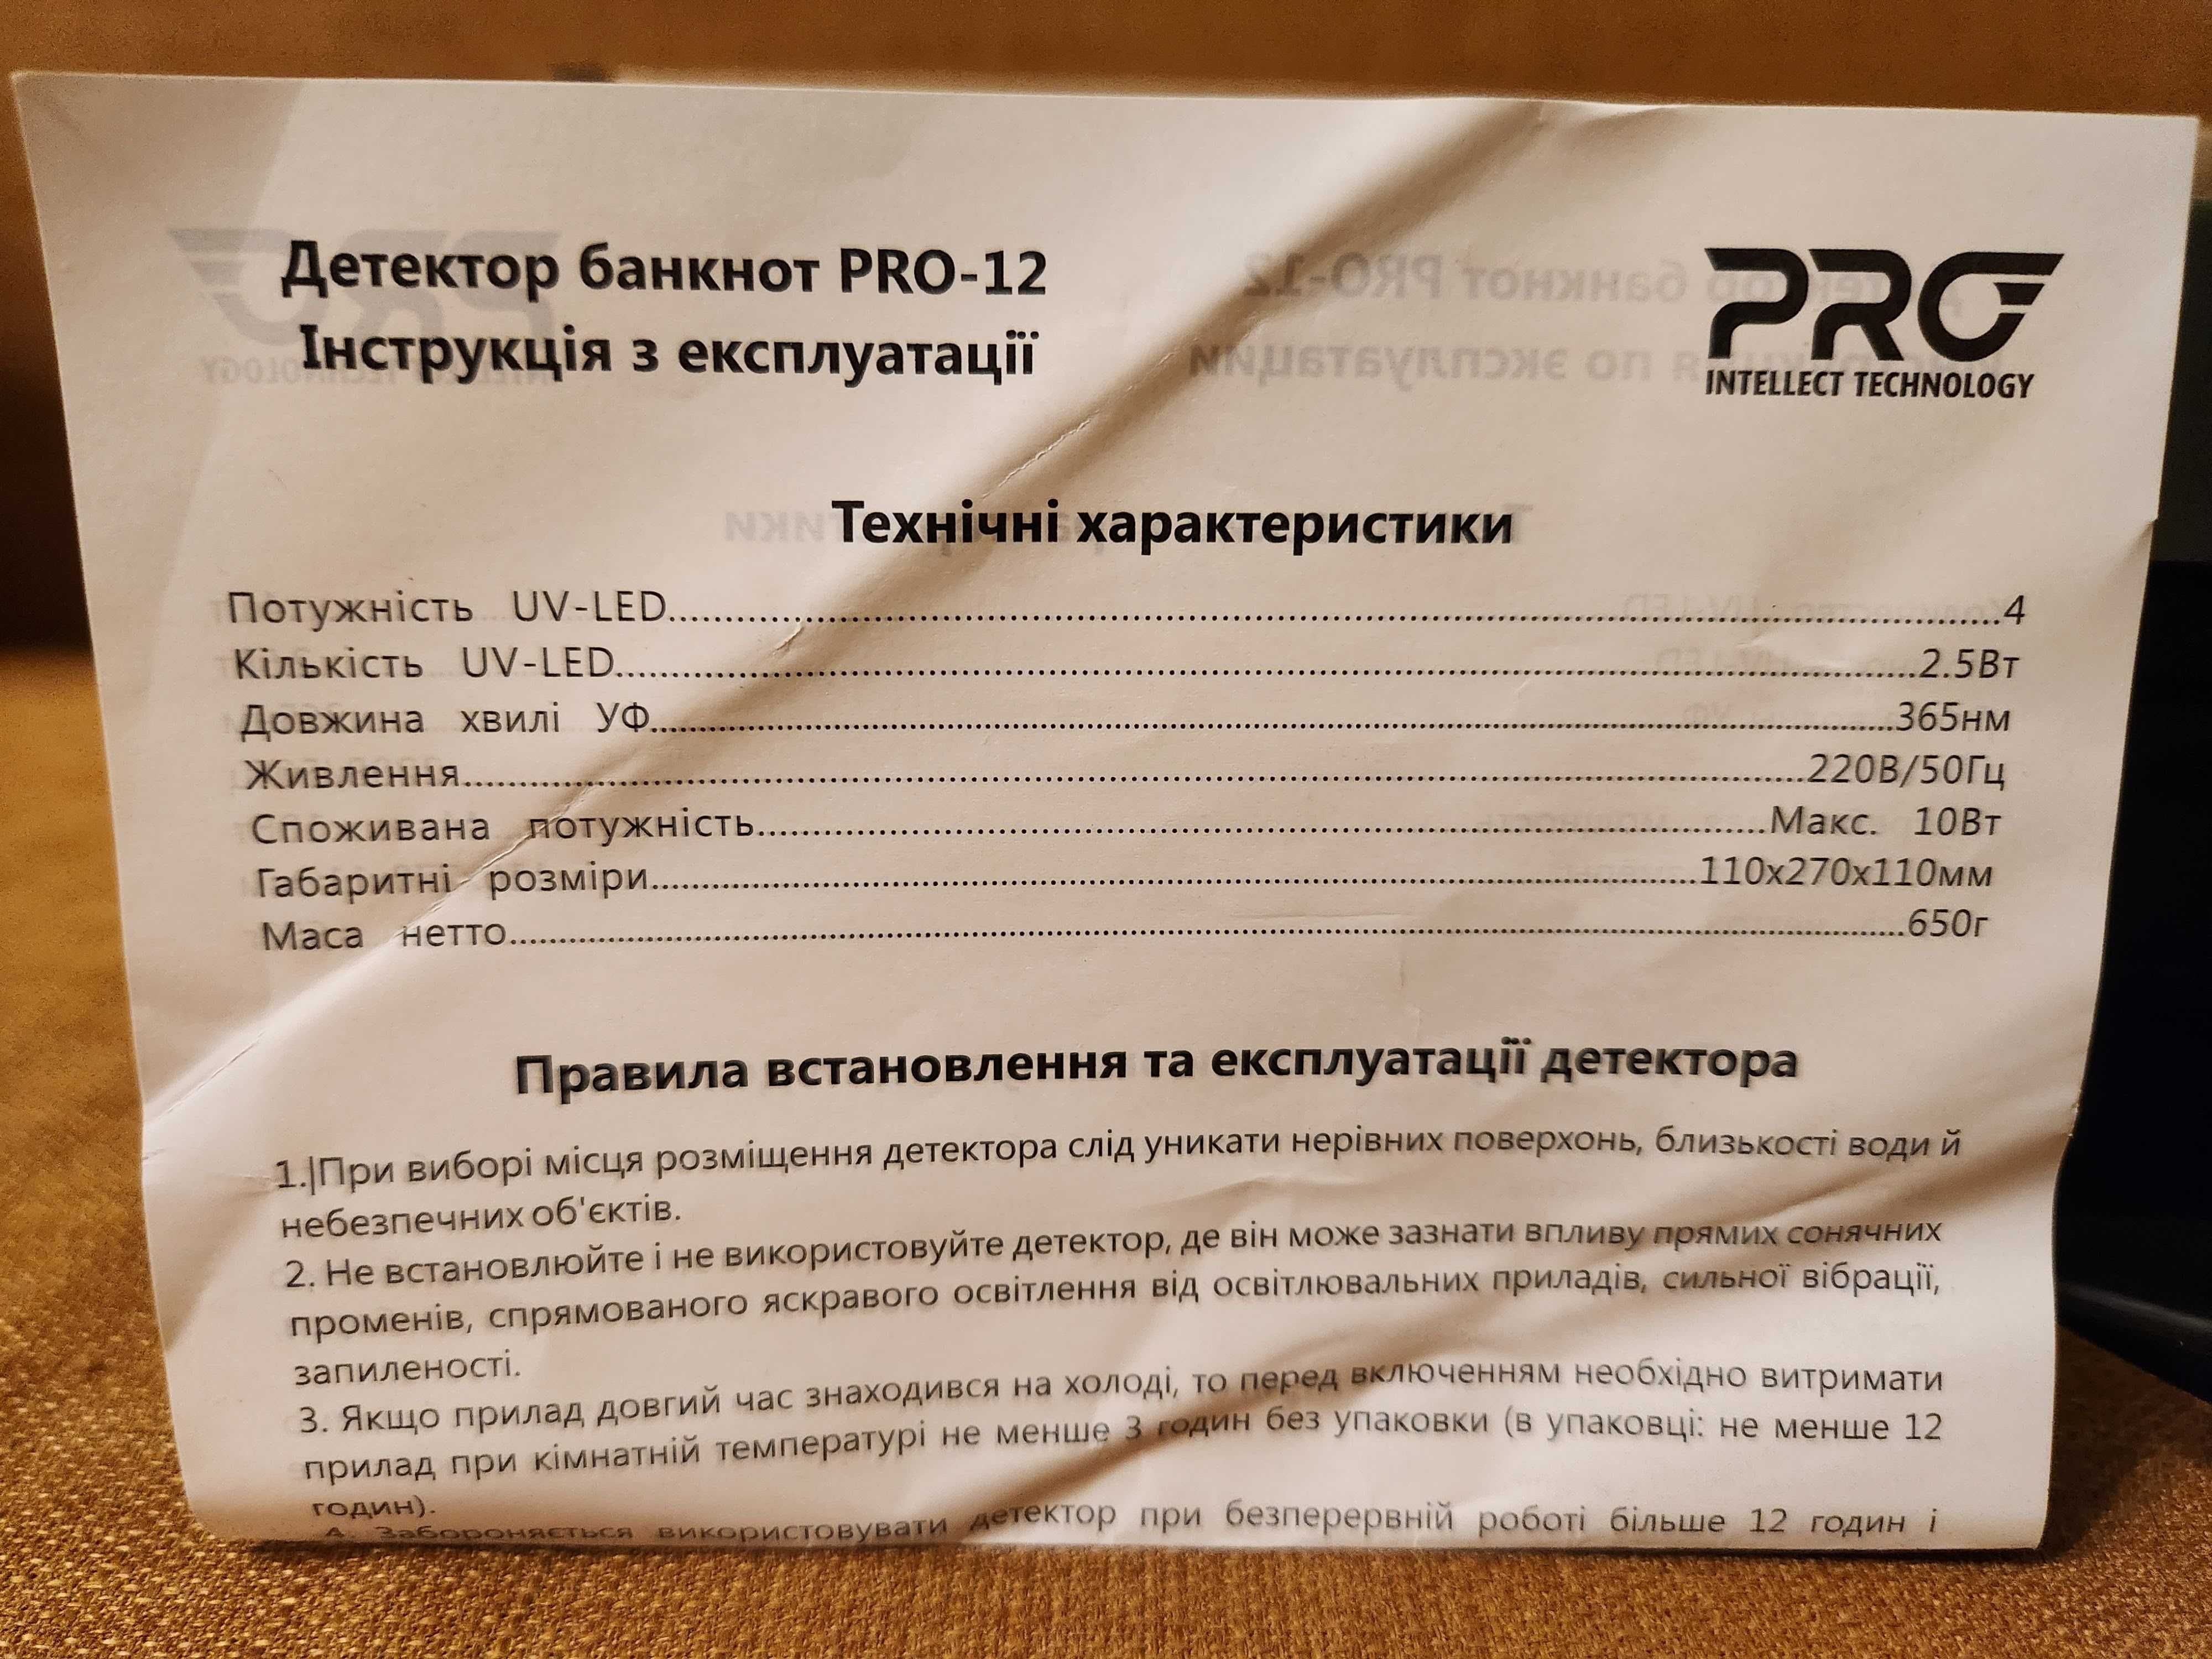 Детектор банкнот PRO-12
Інструкція з експлуатації
PRO
INTELLECT TECHNOLOGY
Технічні характеристики
Потужність UV-LED....................4
Кількість UV-LED....................2.5Вт
Довжина хвилі УФ....................365нм
Живлення....................220В/50Гц
Споживана потужність....................Макс. 10Вт
Габаритні розміри....................110х270х110мм
Маса нетто....................650г
Правила встановлення та експлуатації детектора
1.|При виборі місця розміщення детектора слід уникати нерівних поверхонь, близькості води й
небезпечних об'єктів.
2. Не встановлюйте і не використовуйте детектор, де він може зазнати впливу прямих сонячних
променів, спрямованого яскравого освітлення від освітлювальних приладів, сильної вібрації,
запиленості.
3. Якщо прилад довгий час знаходився на холоді, то перед включенням необхідно витримати
прилад при кімнатній температурі не менше 3 годин без упаковки (в упаковці: не менше 12
годин).
4. Забороняється використовувати детектор при безперервній роботі більше 12 годин і